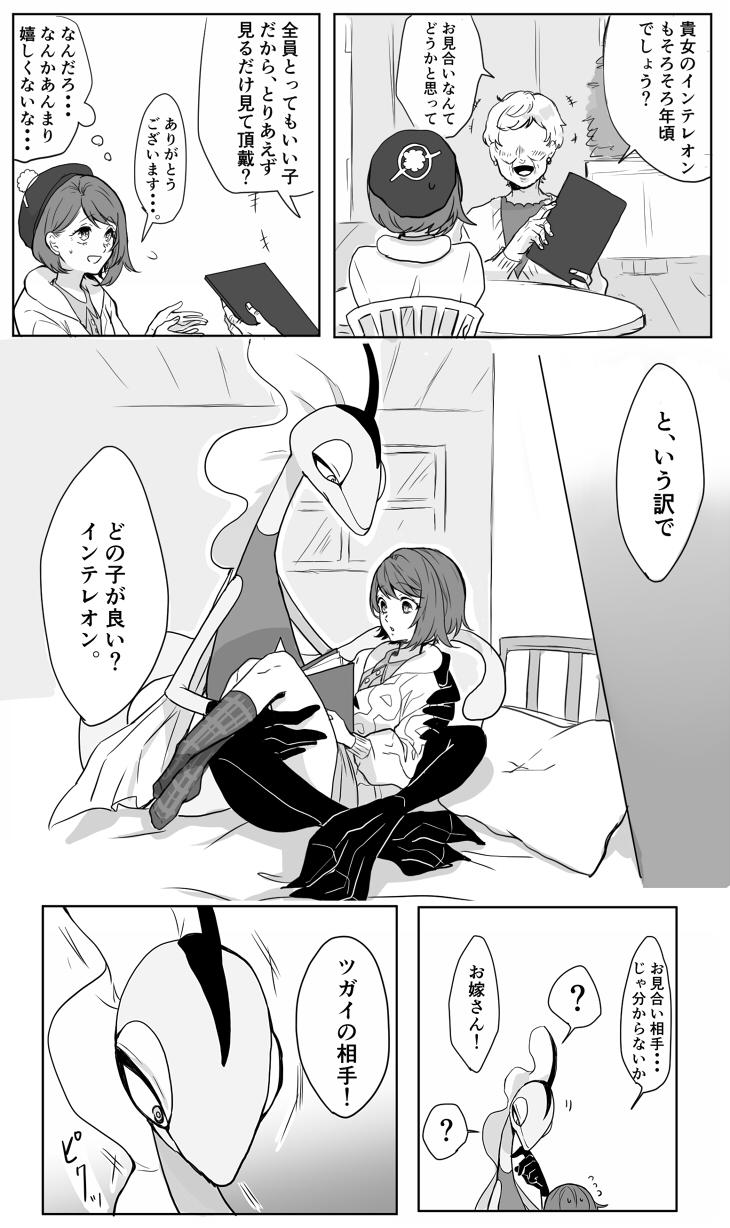 貴女のインテレオン
もそろそろ年頃
でしょう?
お見合いなんて
どうかと思って
全員とってもいい子
だから、とりあえず
見るだけ見て頂戴?
ありがとう
ございます・・・。
なんだろ・・・
なんかあんまり
嬉しくないな・・・
と、いう訳で
どの子が良い?
インテレオン。
お見合い相手・・・
じゃ分からないか
?
お嫁さん!
?
ツガイの相手!
ピクッ